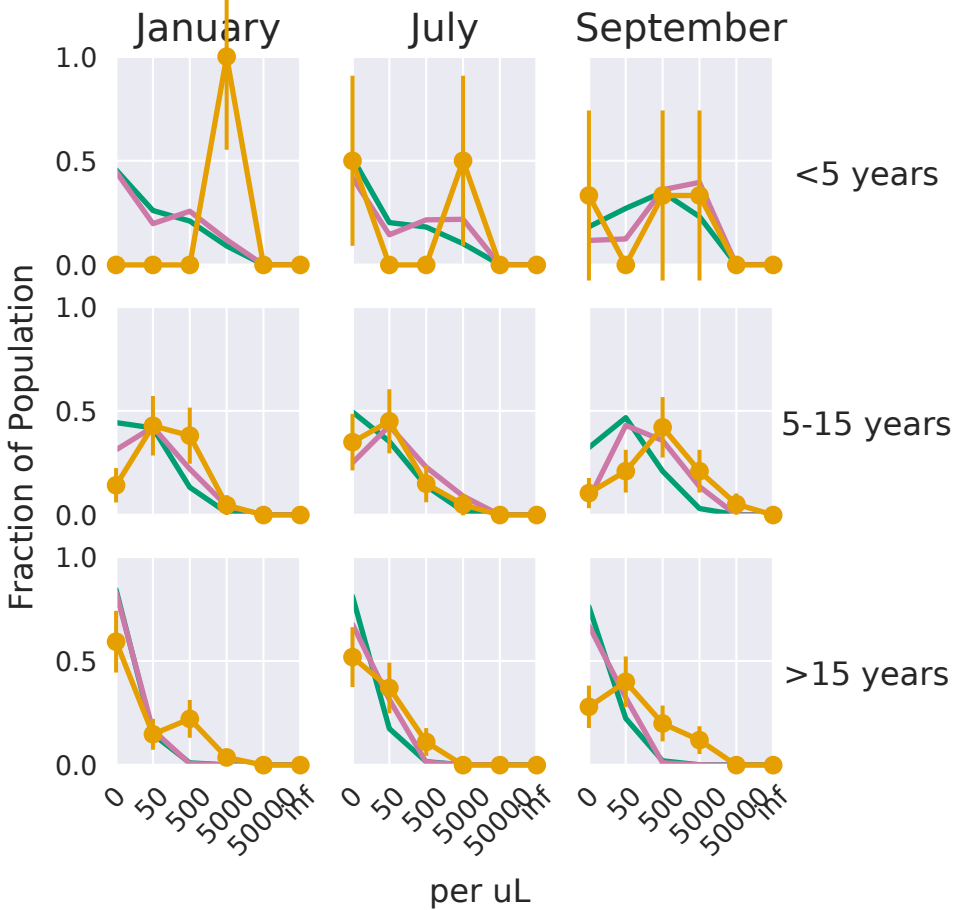 January July September
1.0
0.5
0.0
<5 years
1.0
0.5
0.0
5-15 years
1.0
0.5
0.0
>15 years
Fraction of Population
0 50 500 5000 50000 inf
0 50 500 5000 50000 inf
0 50 500 5000 50000 inf
per uL